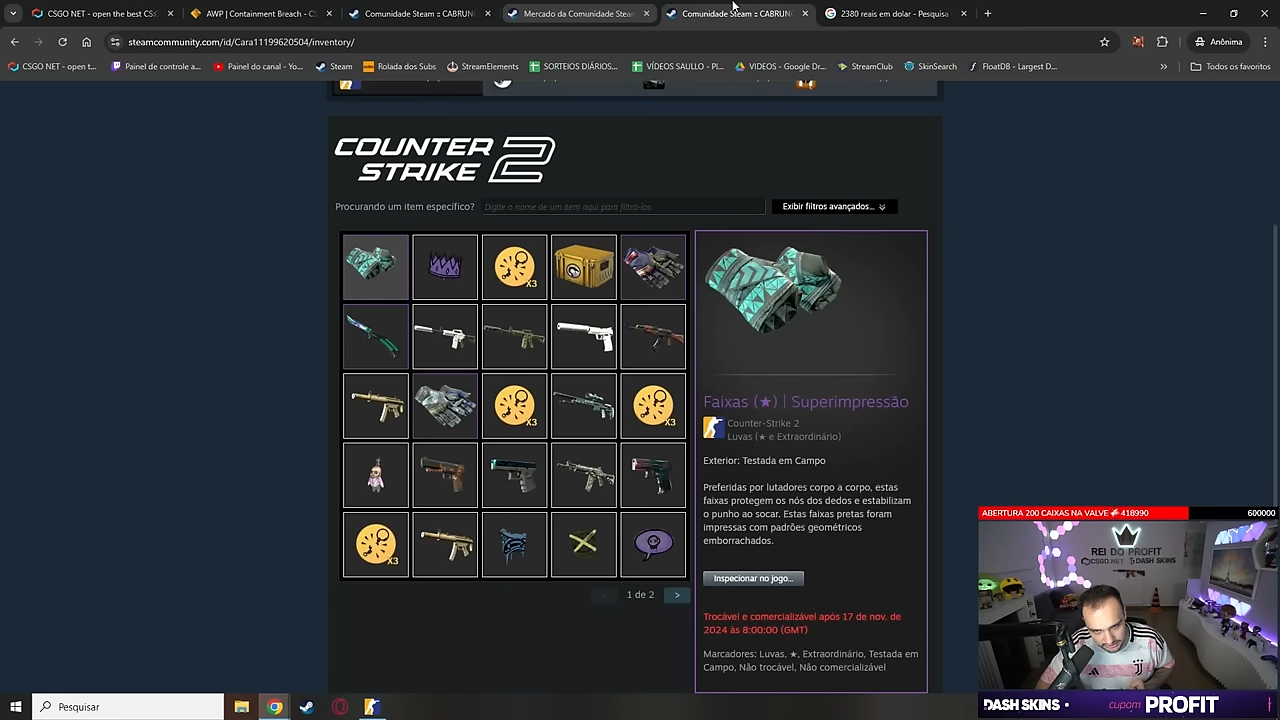 CSGO NET - open the best CSG
AWP | Containment Breach - CS
Comunidade Steam :: CABRUNC
Mercado da Comunidade Steam
Comunidade Steam :: CABRUNC
2380 reais em dolar - Pesquisa
steamcommunity.com/id/Cara11199620504/inventory/
Anônima
CSGO NET - open t...
Painel de controle a...
Painel do canal - Yo...
Steam
Rolada dos Subs
StreamElements
SORTEIOS DIÁRIOS...
VÍDEOS SAULLO - PL...
VIDEOS - Google Dr...
StreamClub
SkinSearch
FloatDB - Largest D...
»
Todos os favoritos
COUNTER
STRIKE 2
Procurando um item específico?
Digite o nome de um item aqui para filtrá-los
Exibir filtros avançados...
X3
X3
X3
X3
1 de 2
>
Faixas (★) | Superimpressão
Counter-Strike 2
Luvas (★ e Extraordinário)
Exterior: Testada em Campo
Preferidas por lutadores corpo a corpo, estas
faixas protegem os nós dos dedos e estabilizam
o punho ao socar. Estas faixas pretas foram
impressas com padrões geométricos
emborrachados.
Inspecionar no jogo...
Trocável e comercializável após 17 de nov. de
2024 às 8:00:00 (GMT)
Marcadores: Luvas, ★, Extraordinário, Testada em
Campo, Não trocável, Não comercializável
ABERTURA 200 CAIXAS NA VALVE 418990
600000
REI DO PROFIT
CSGO.NET DASH SKINS
DASH SKINS
cupom PROFIT
Pesquisar